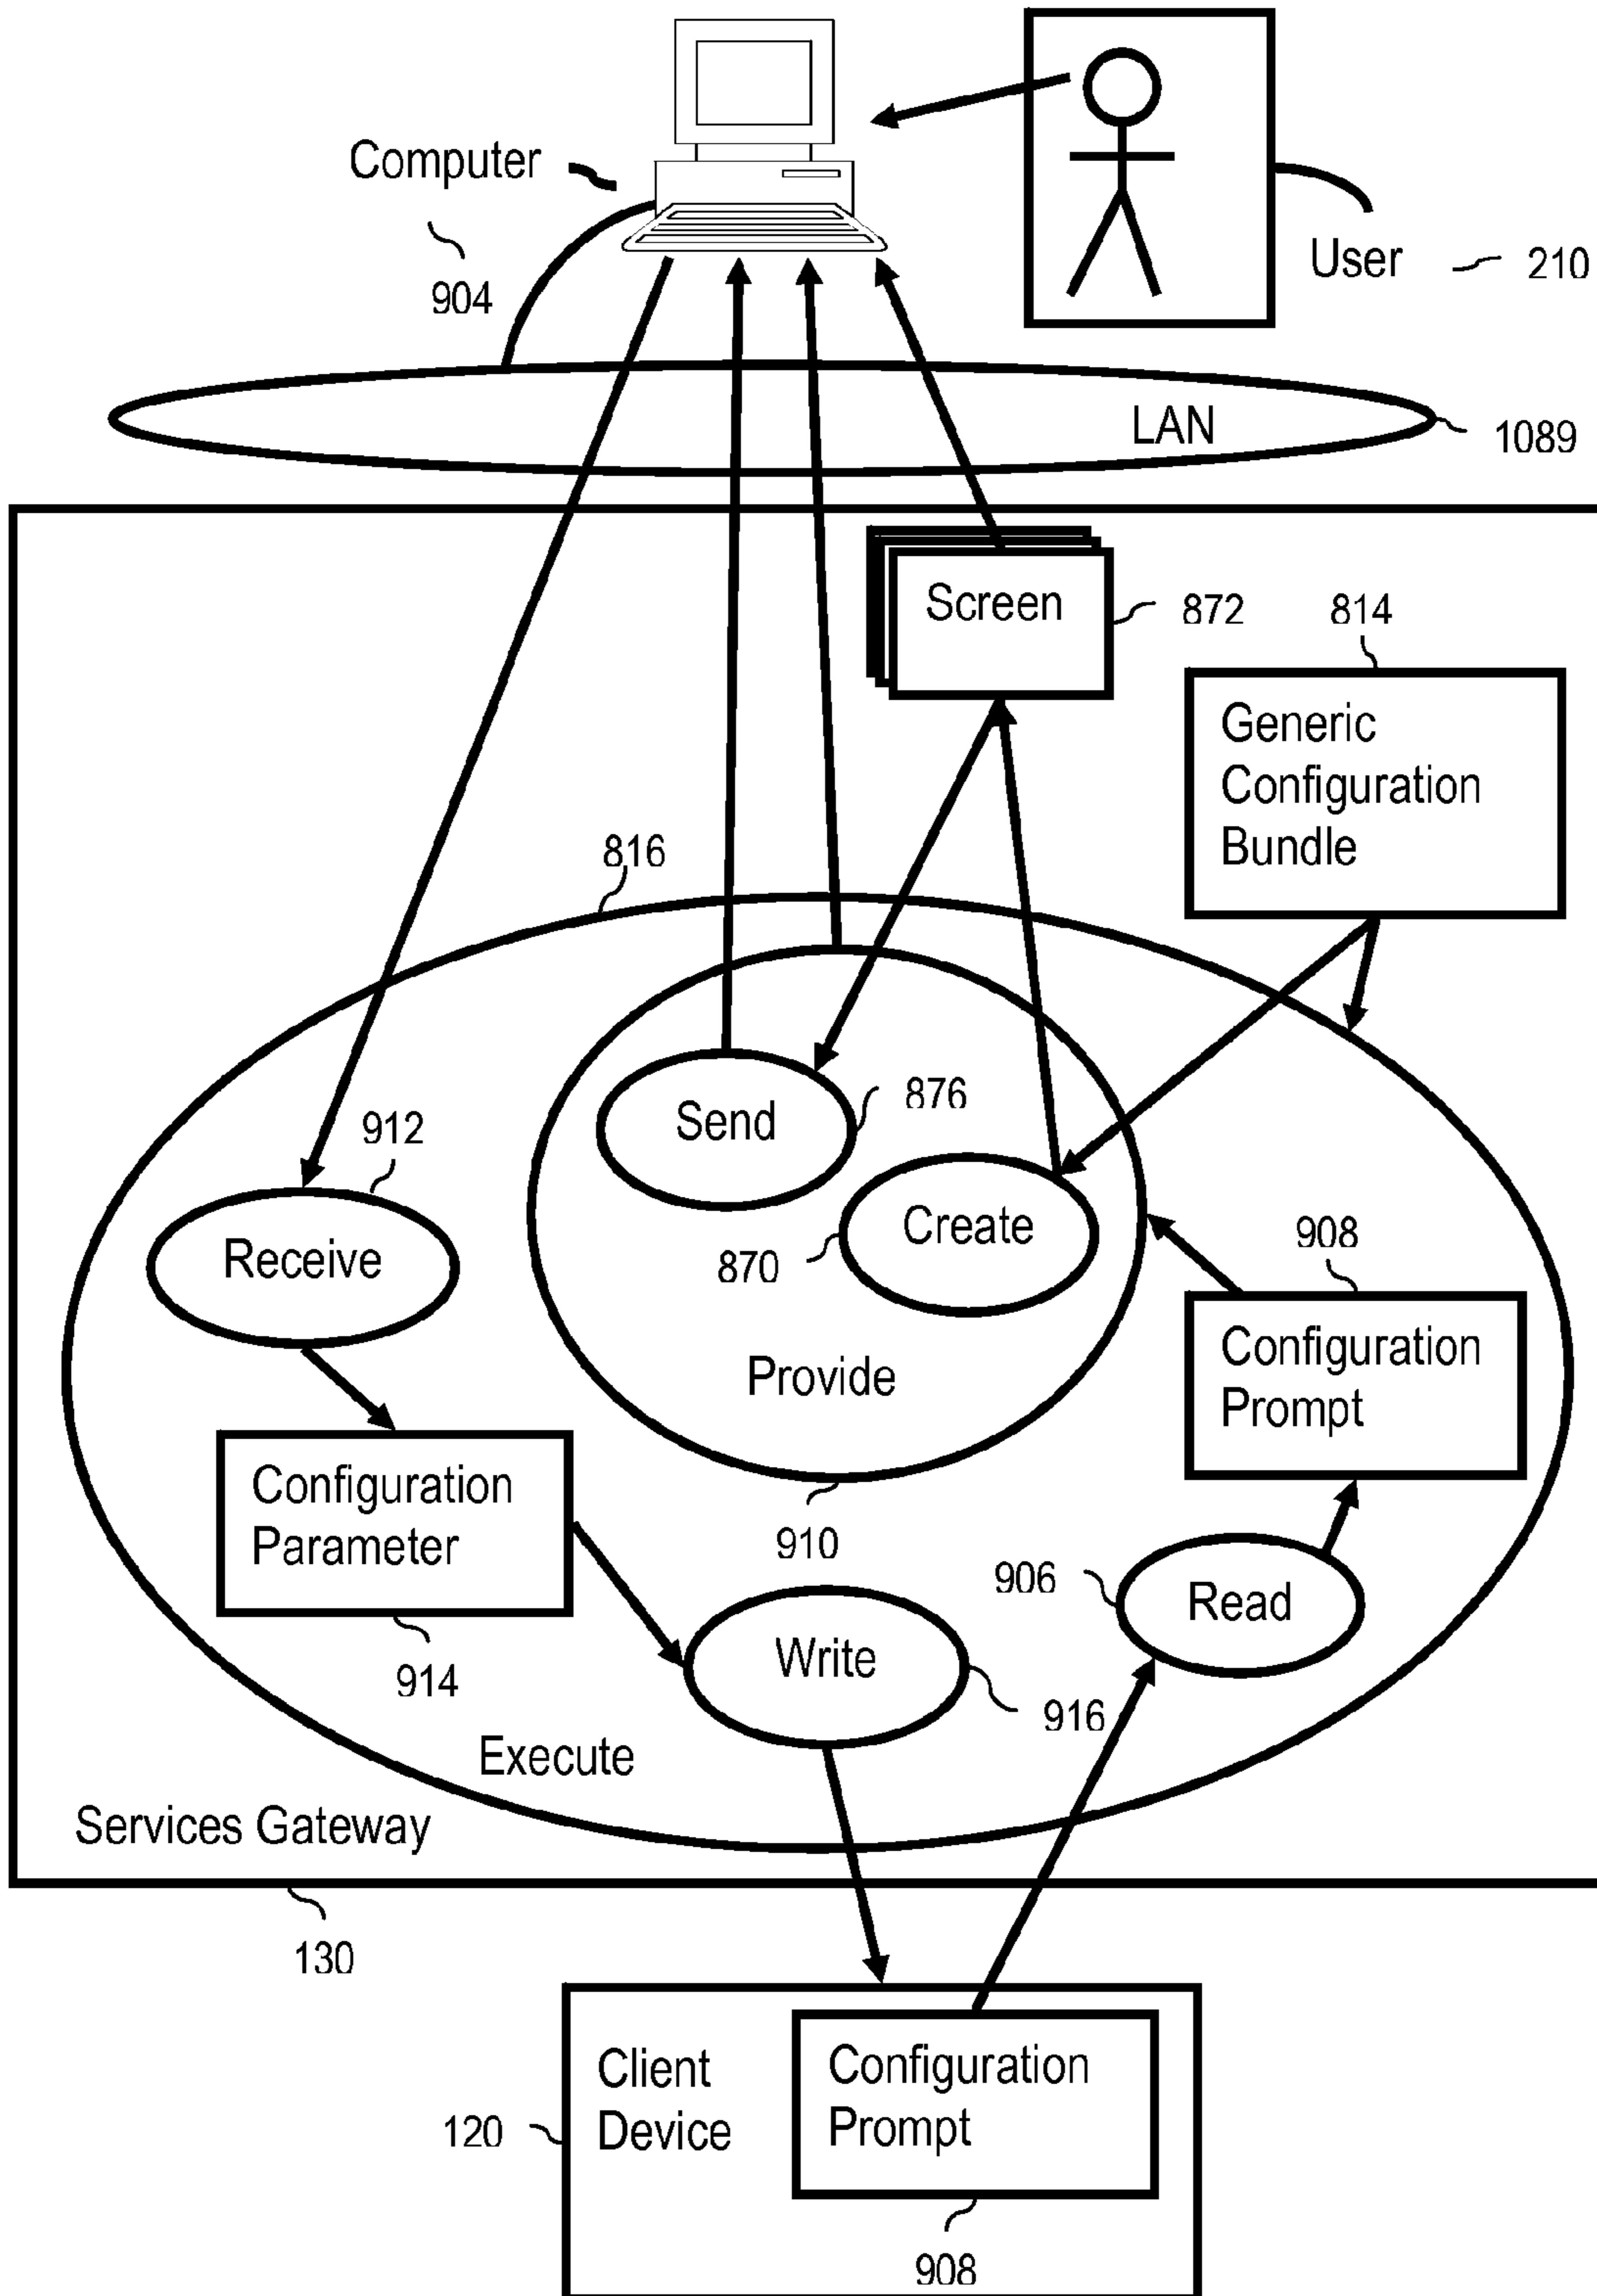 Computer
904
User
210
LAN
1089
Screen
872
814
Generic
Configuration
Bundle
816
Send
876
912
Receive
Create
870
908
Configuration
Prompt
Provide
Configuration
Parameter
910
906
Read
914
Write
916
Execute
Services Gateway
130
Client
Device
120
Configuration
Prompt
908